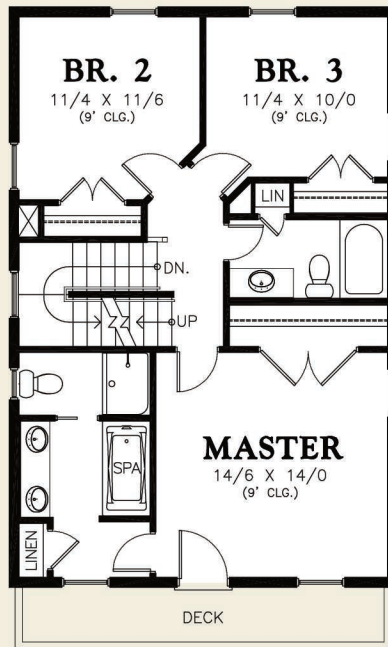 BR. 2
11/4 X 11/6
(9' CLG.)
BR. 3
11/4 X 10/0
(9' CLG.)
LIN
DN.
UP
SPA
MASTER
14/6 X 14/0
(9' CLG.)
LINEN
DECK